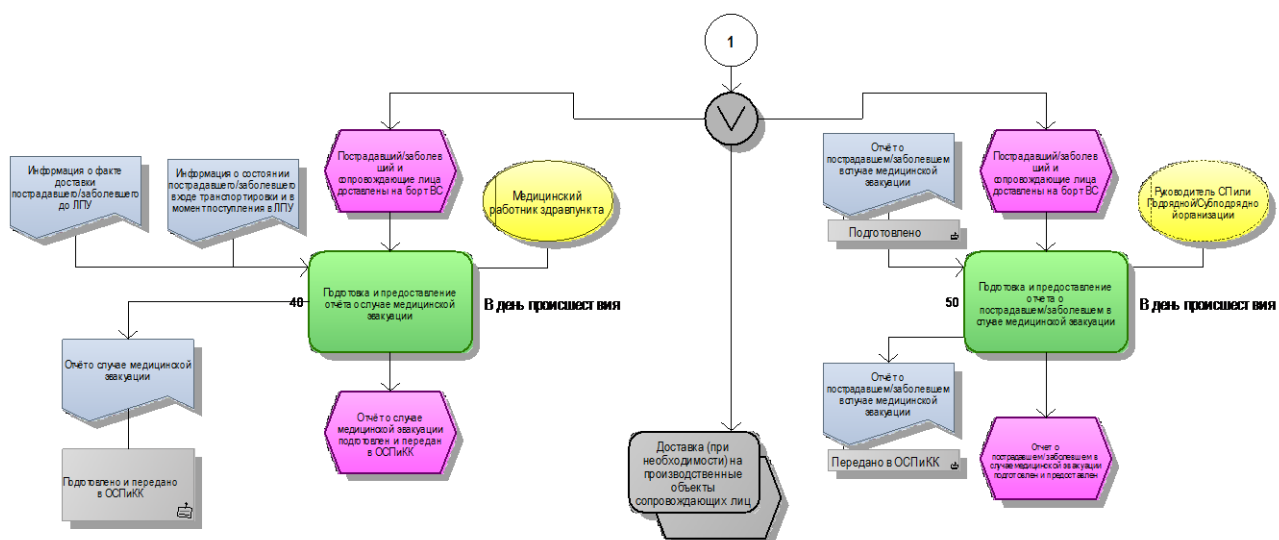 1
Пострадавший/заболев
ший и
сопровождающие лица
доставлены на борт ВС
Информация о факте
доставки
пострадавшего/заболевшего
до ЛПУ
Информация о состоянии
пострадавшего/заболевшего
входе транспортировки и в
момент поступления в ЛПУ
Медицинский
работник здравпункта
40
Подготовка и предоставление
отчёта о случае медицинской
эвакуации
В день происшествия
Отчёт о случае медицинской
эвакуации
Подготовлено и передано
в ОСПиКК
Отчёт о случае
медицинской эвакуации
подготовлен и передан
в ОСПиКК
Доставка (при
необходимости) на
производственные
объекты
сопровождающих лиц
Отчёт о
пострадавшем/заболевшем
в случае медицинской
эвакуации
Подготовлено
Пострадавший/заболев
ший и
сопровождающие лица
доставлены на борт ВС
Руководитель СП или
Подрядной/Субподрядно
й организации
50
Подготовка и предоставление
отчета о
пострадавшем/заболевшем в
случае медицинской эвакуации
В день происшествия
Отчёт о
пострадавшем/заболевшем
в случае медицинской
эвакуации
Передано в ОСПиКК
Отчет о
пострадавшем/заболевшем в
случае медицинской эвакуации
подготовлен и предоставлен